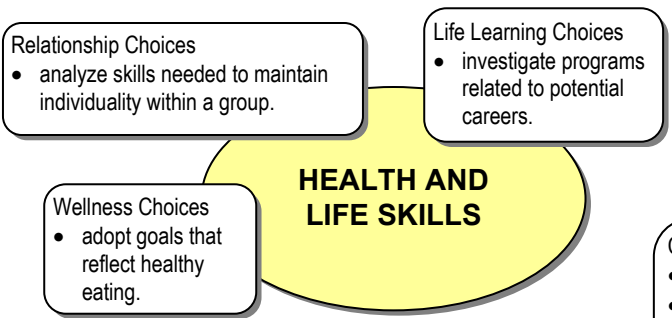 Relationship Choices
• analyze skills needed to maintain
individuality within a group.
Life Learning Choices
• investigate programs
related to potential
careers.
HEALTH AND
LIFE SKILLS
Wellness Choices
• adopt goals that
reflect healthy
eating.